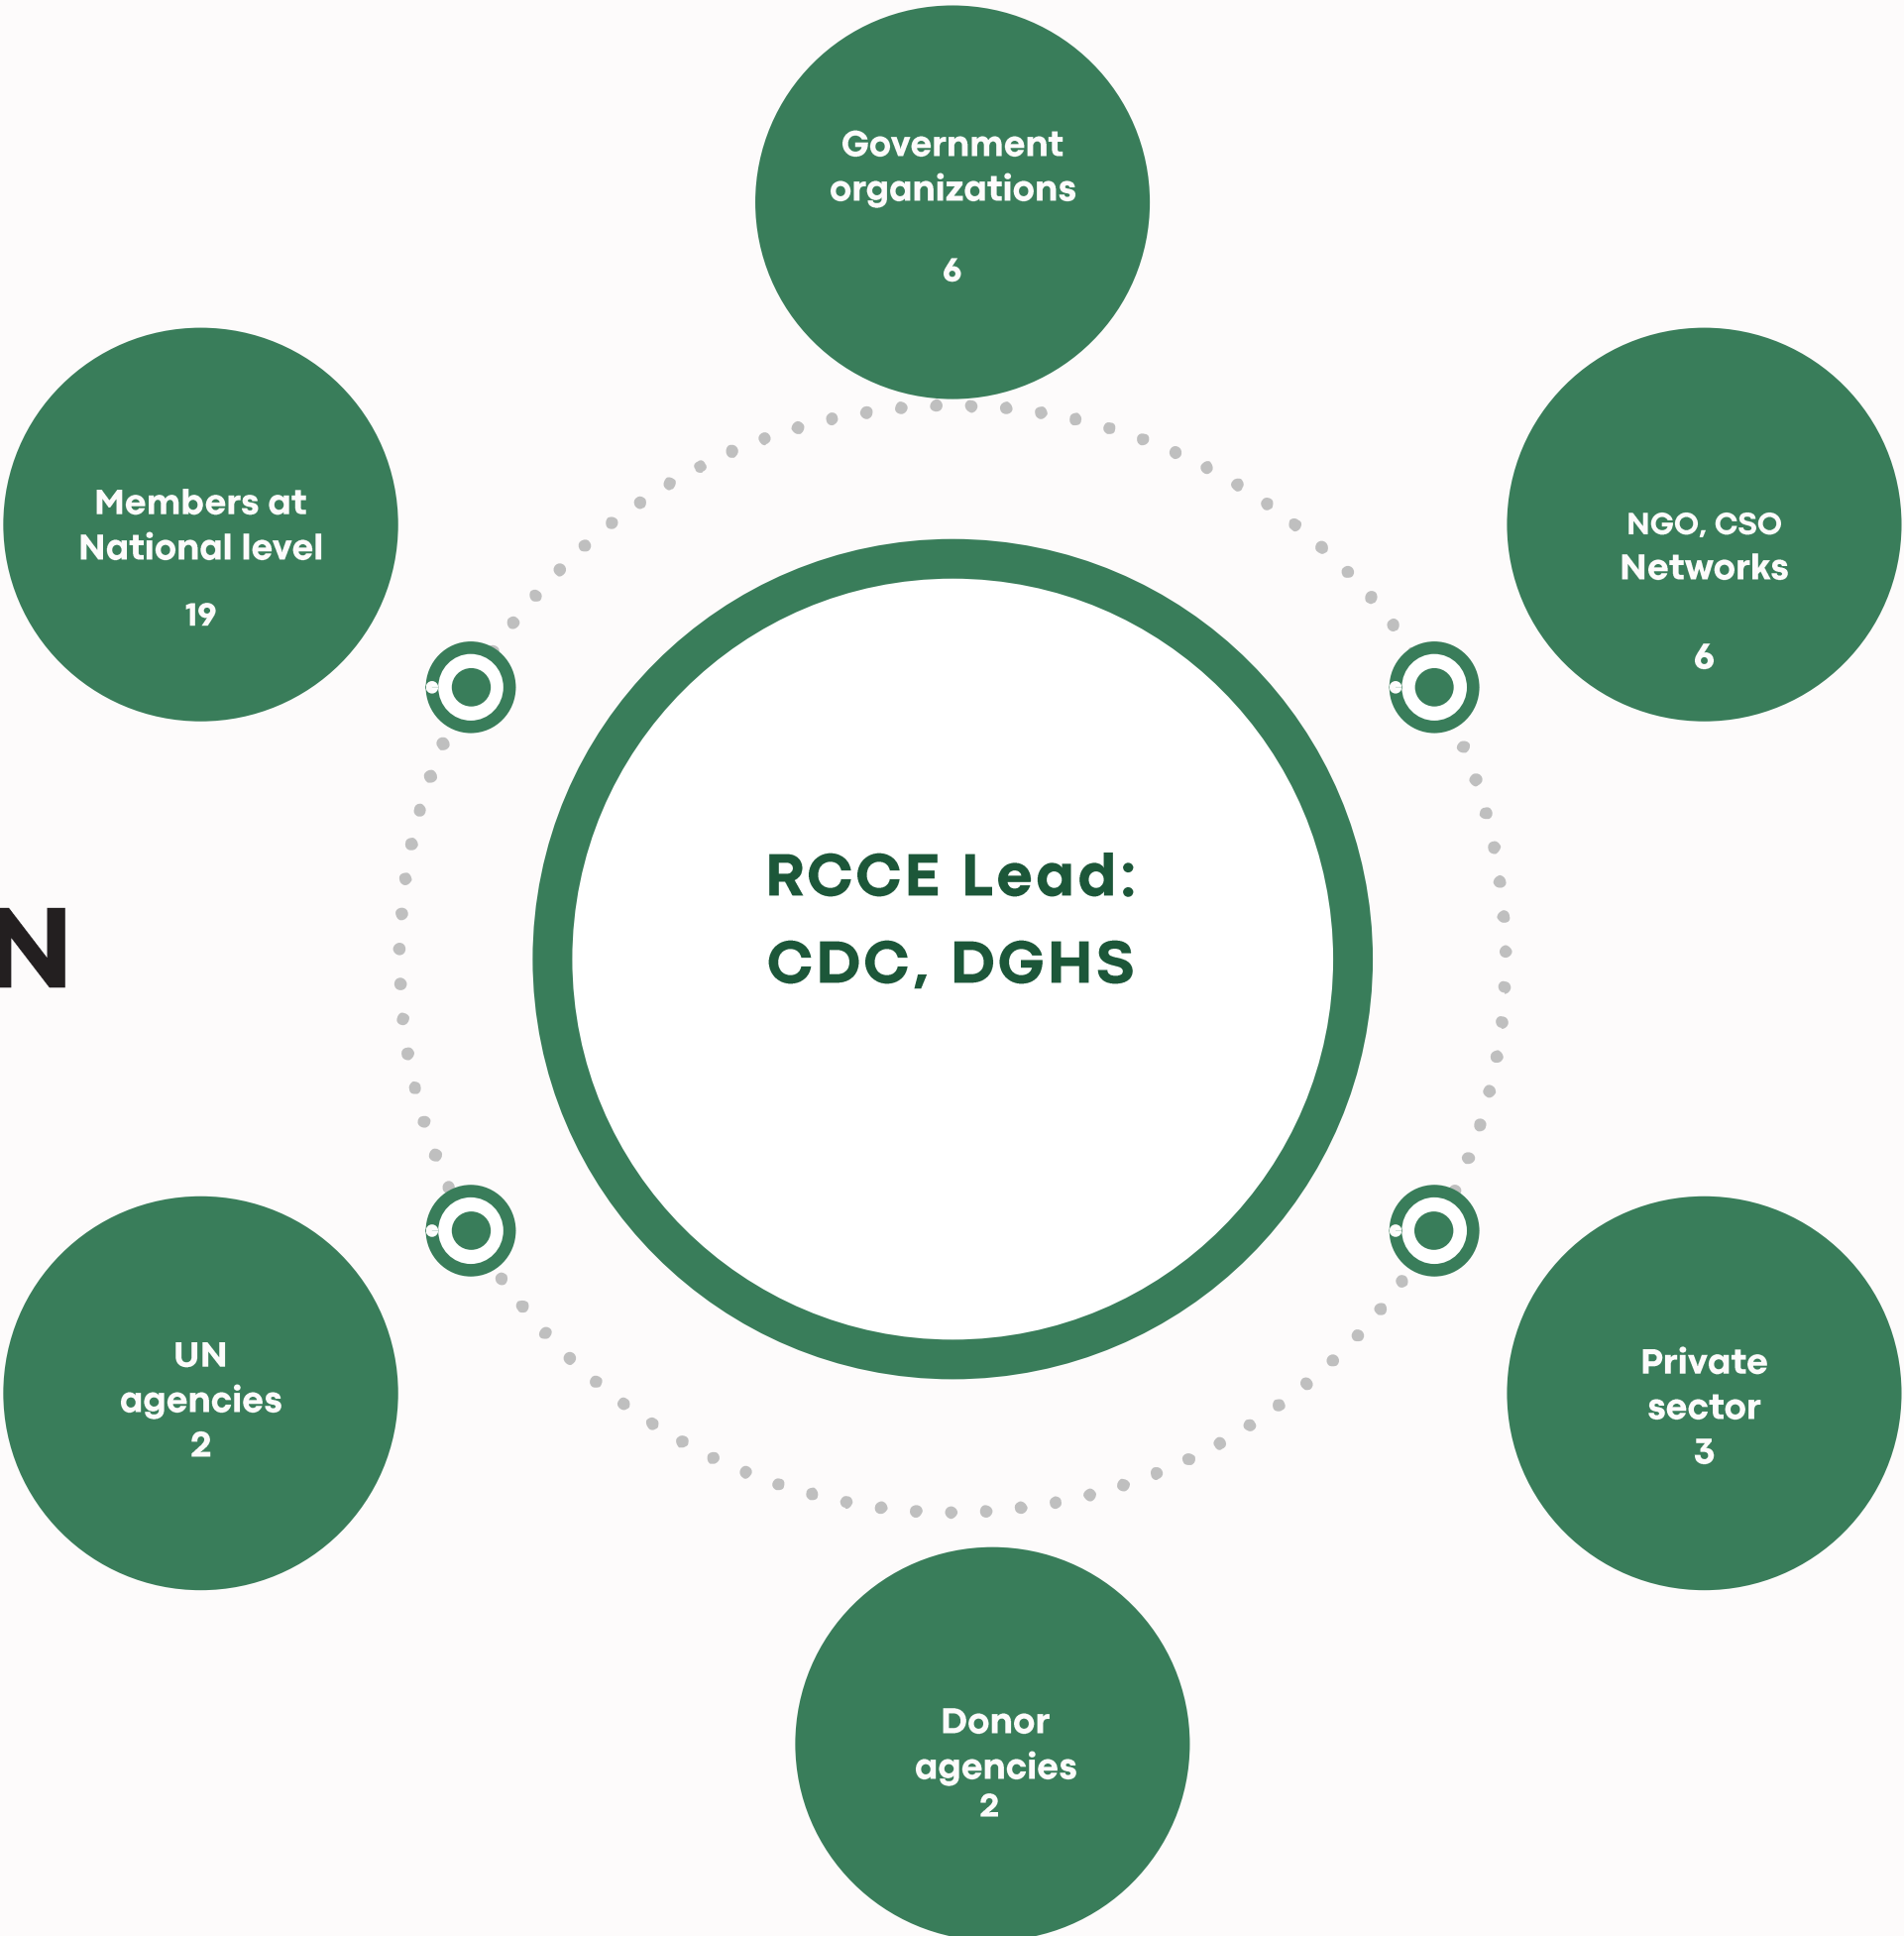 Government
organizations
6
Members at
National level
19
NGO, CSO
Networks
6
RCCE Lead:
CDC, DGHS
N
UN
agencies
2
Private
sector
3
Donor
agencies
2